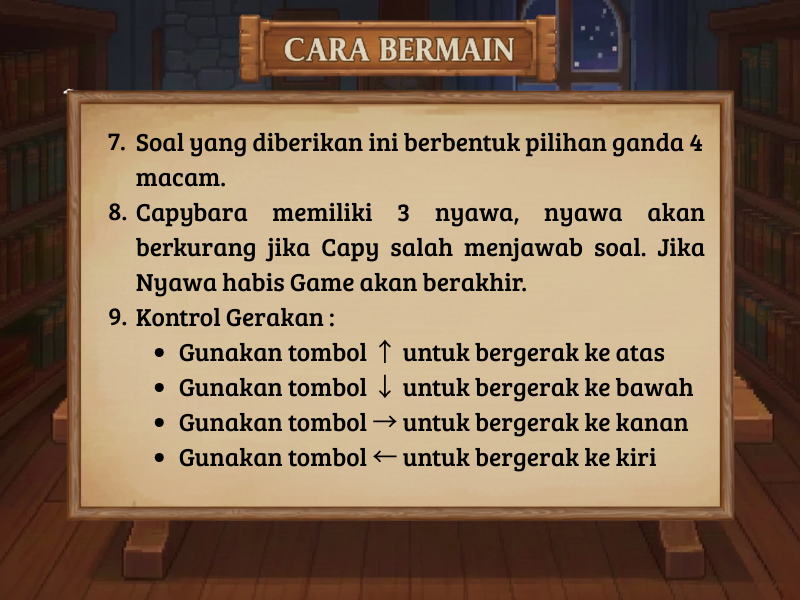 CARA BERMAIN
7. Soal yang diberikan ini berbentuk pilihan ganda 4
macam.
8. Capybara memiliki 3 nyawa, nyawa akan
berkurang jika Capy salah menjawab soal. Jika
Nyawa habis Game akan berakhir.
9. Kontrol Gerakan :
• Gunakan tombol ↑ untuk bergerak ke atas
• Gunakan tombol ↓ untuk bergerak ke bawah
• Gunakan tombol → untuk bergerak ke kanan
• Gunakan tombol ← untuk bergerak ke kiri